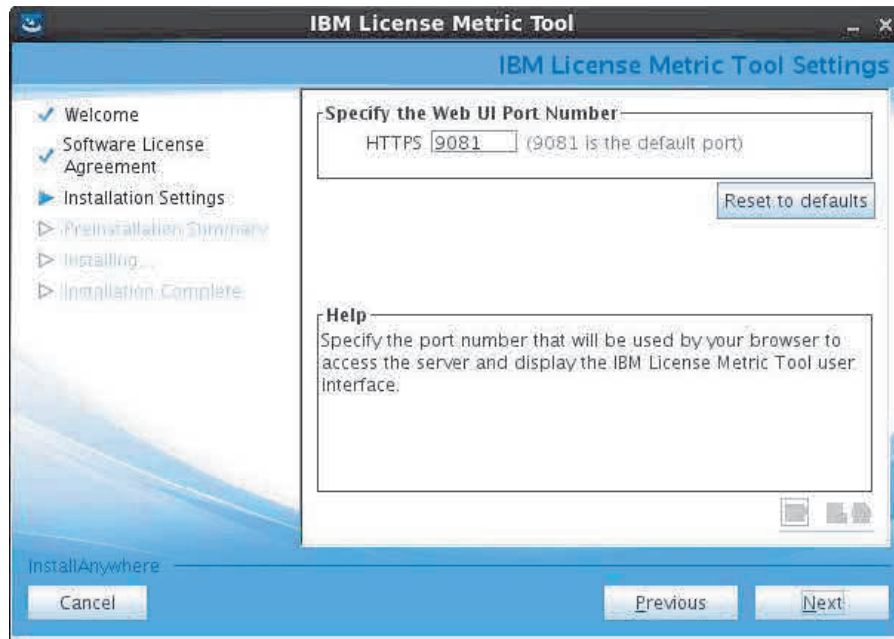 IBM License Metric Tool
IBM License Metric Tool Settings
Welcome
Software License
Agreement
Installation Settings
Preinstallation Summary
Installing...
Installation Complete
Specify the Web UI Port Number
HTTPS 9081 (9081 is the default port)
Reset to defaults
Help
Specify the port number that will be used by your browser to
access the server and display the IBM License Metric Tool user
interface.
InstallAnywhere
Cancel
Previous
Next